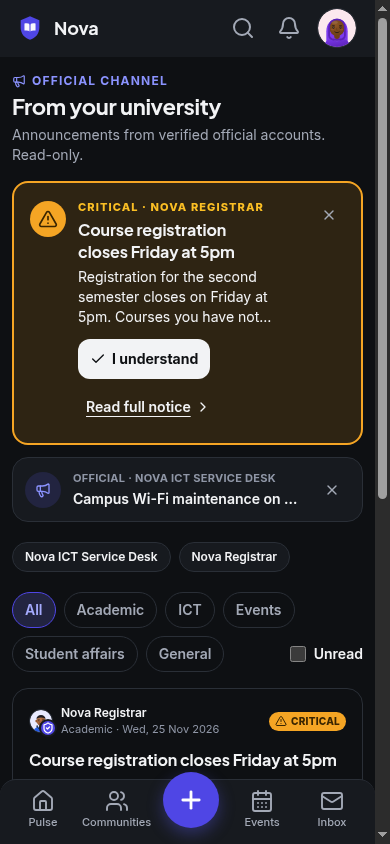 Nova
OFFICIAL CHANNEL
From your university
Announcements from verified official accounts.
Read-only.
CRITICAL · NOVA REGISTRAR
Course registration
closes Friday at 5pm
Registration for the second
semester closes on Friday at
5pm. Courses you have not...
I understand
Read full notice
OFFICIAL · NOVA ICT SERVICE DESK
Campus Wi-Fi maintenance on ...
Nova ICT Service Desk
Nova Registrar
All
Academic
ICT
Events
Student affairs
General
Unread
Nova Registrar
Academic · Wed, 25 Nov 2026
CRITICAL
Course registration closes Friday at 5pm
Pulse
Communities
Events
Inbox